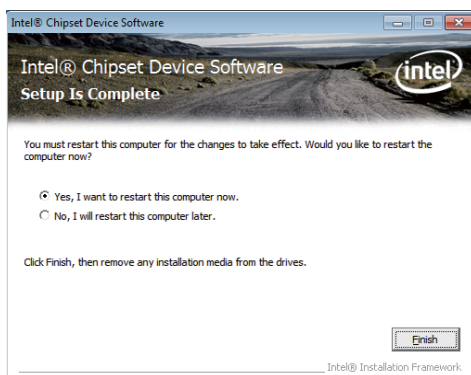 Intel® Chipset Device Software
Intel® Chipset Device Software
intel
Setup Is Complete
You must restart this computer for the changes to take effect. Would you like to restart the
computer now?
Yes, I want to restart this computer now.
No, I will restart this computer later.
Click Finish, then remove any installation media from the drives.
Finish
Intel® Installation Framework